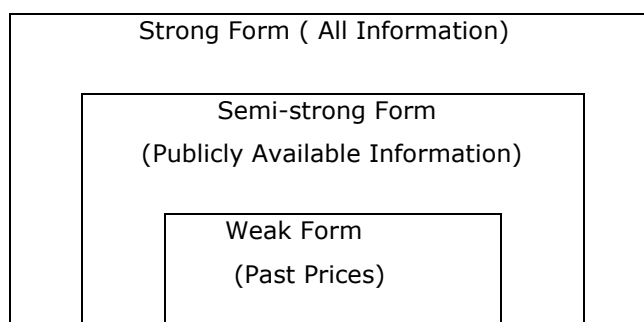 Strong Form ( All Information)
Semi-strong Form
(Publicly Available Information)
Weak Form
(Past Prices)